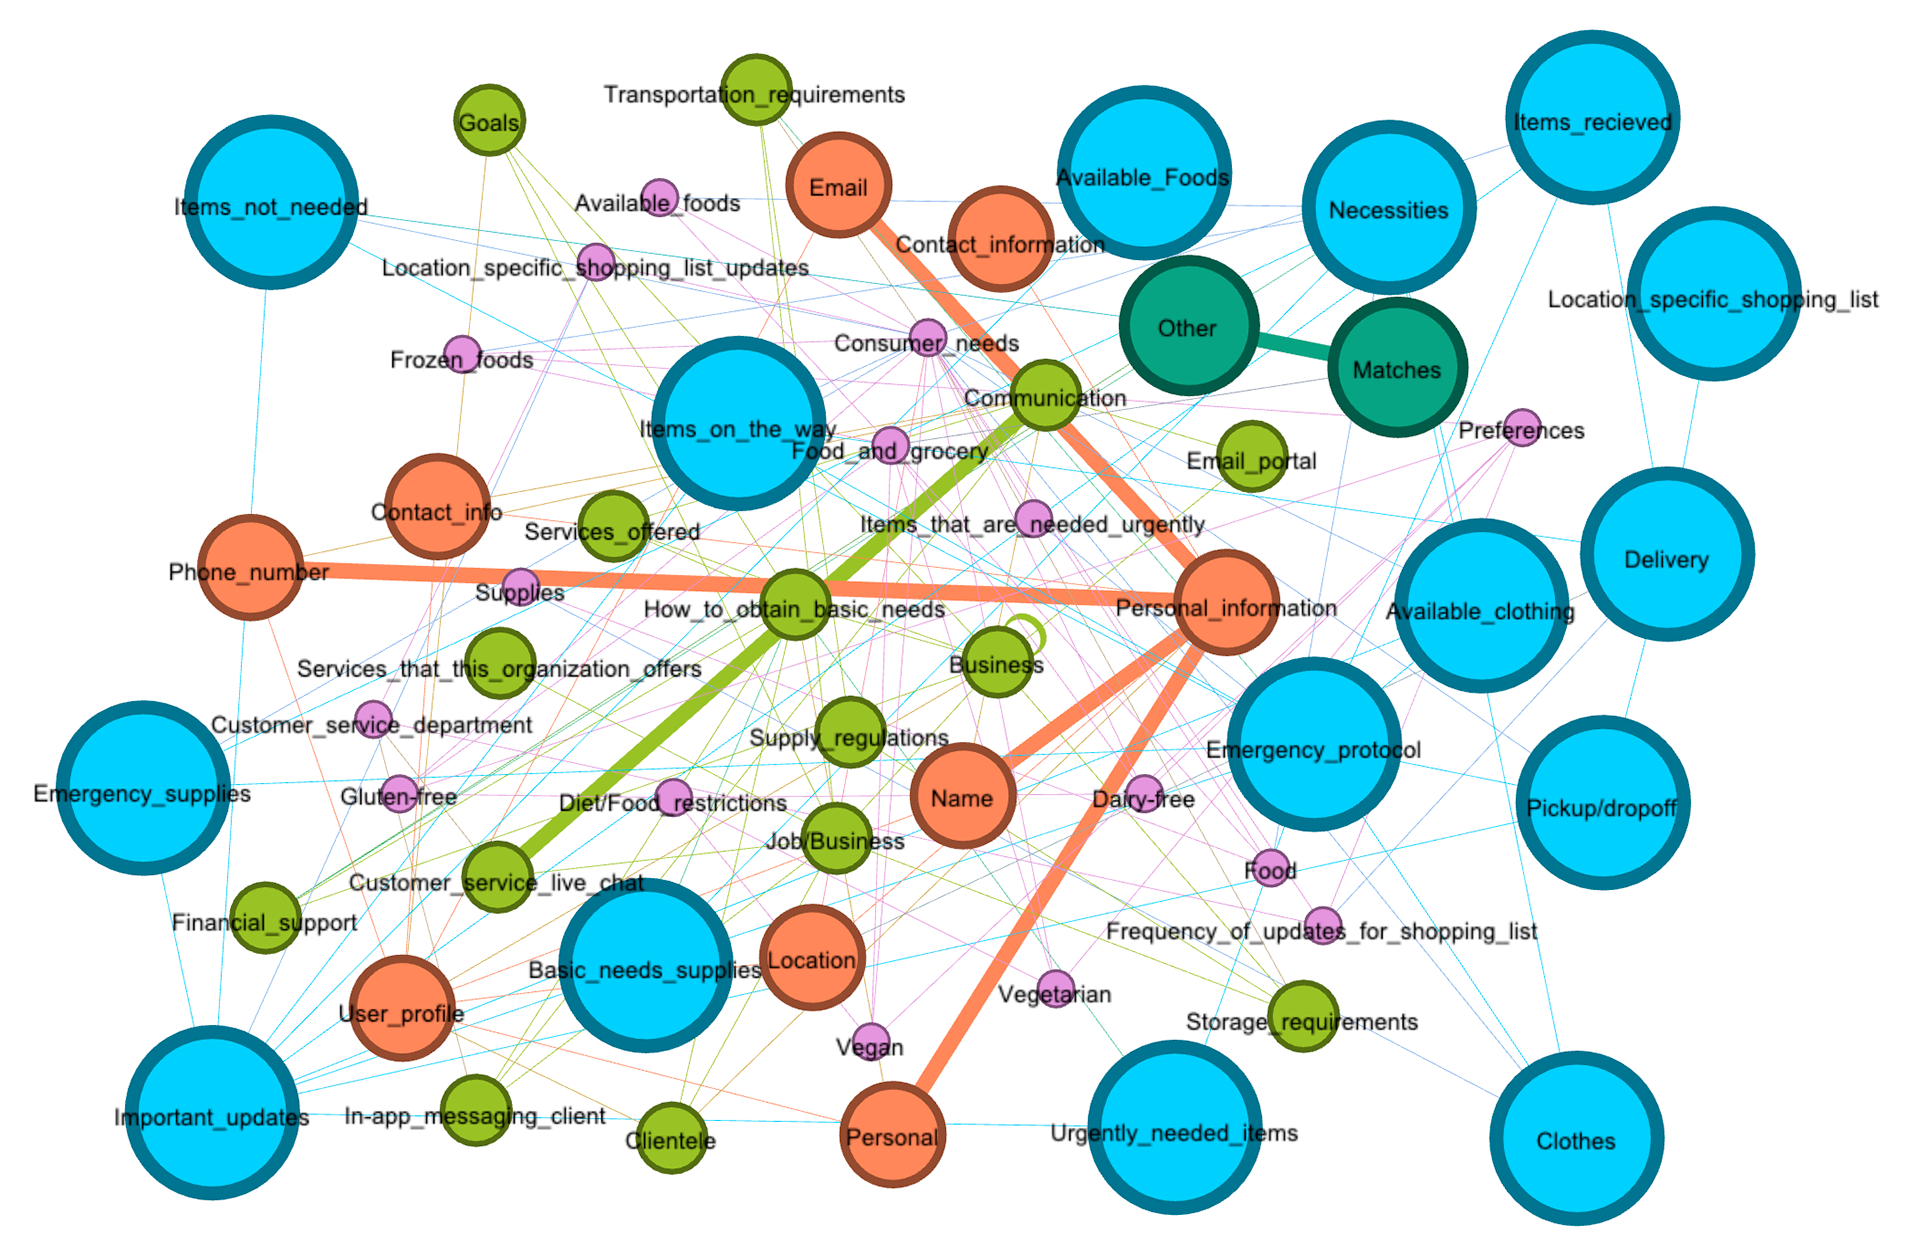 Transportation_requirements
Goals
Items_recieved
Email
Available_Foods
Items_not_needed
Available_foods
Necessities
Contact_information
Location_specific_shopping_list_updates
Location_specific_shopping_list
Other
Consumer_needs
Frozen_foods
Matches
Communication
Items_on_the_way
Preferences
Food_and_grocery
Email_portal
Contact_info
Items_that_are_needed_urgently
Services_offered
Delivery
Phone_number
Supplies
How_to_obtain_basic_needs
Personal_information
Available_clothing
Business
Services_that_this_organization_offers
Customer_service_department
Supply_regulations
Emergency_protocol
Emergency_supplies
Gluten-free
Diet/Food_restrictions
Name
Dairy-free
Pickup/dropoff
Job/Business
Food
Customer_service_live_chat
Financial_support
Frequency_of_updates_for_shopping_list
Location
Basic_needs_supplies
Vegetarian
User_profile
Storage_requirements
Vegan
In-app_messaging_client
Important_updates
Urgently_needed_items
Personal
Clientele
Clothes